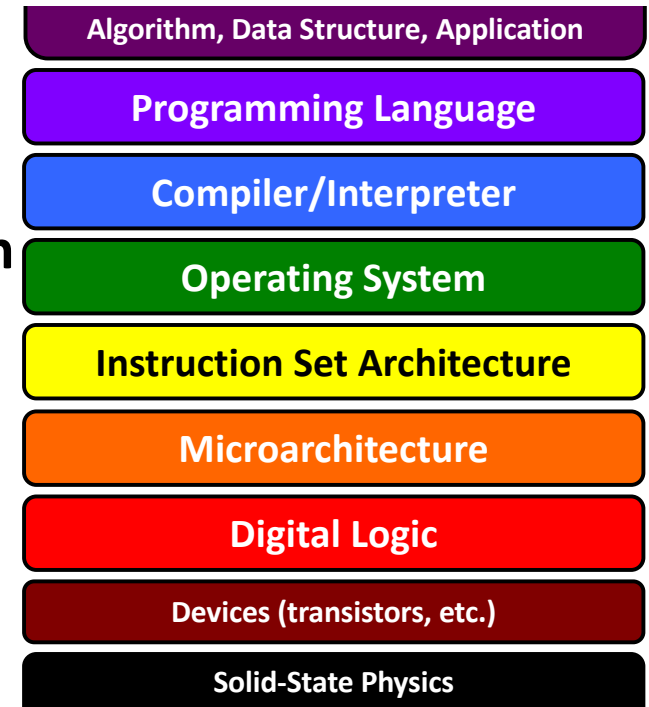 Algorithm, Data Structure, Application
Programming Language
Compiler/Interpreter
Operating System
Instruction Set Architecture
Microarchitecture
Digital Logic
Devices (transistors, etc.)
Solid-State Physics